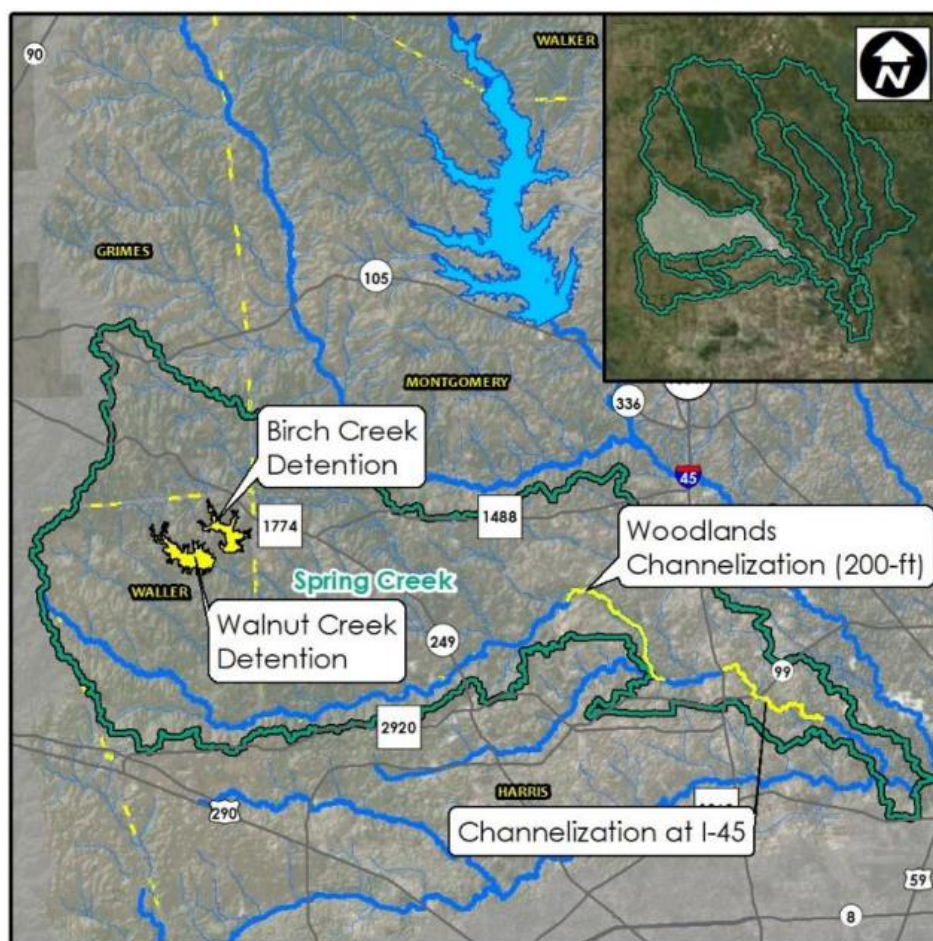 WALKER
90
N
GRIMES
105
MONTGOMERY
336
45
Birch Creek
Detention
1774
1488
Woodlands
Channelization (200-ft)
Spring Creek
WALLER
Walnut Creek
Detention
249
99
2920
HARRIS
290
Channelization at I-45
59
8